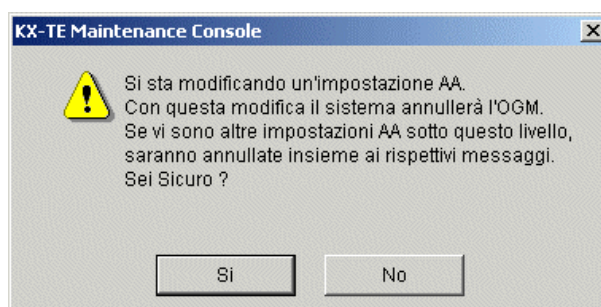 KX-TE Maintenance Console
Si sta modificando un'impostazione AA.
Con questa modifica il sistema annullerà l'OGM.
Se vi sono altre impostazioni AA sotto questo livello,
saranno annullate insieme ai rispettivi messaggi.
Sei Sicuro ?
Si
No